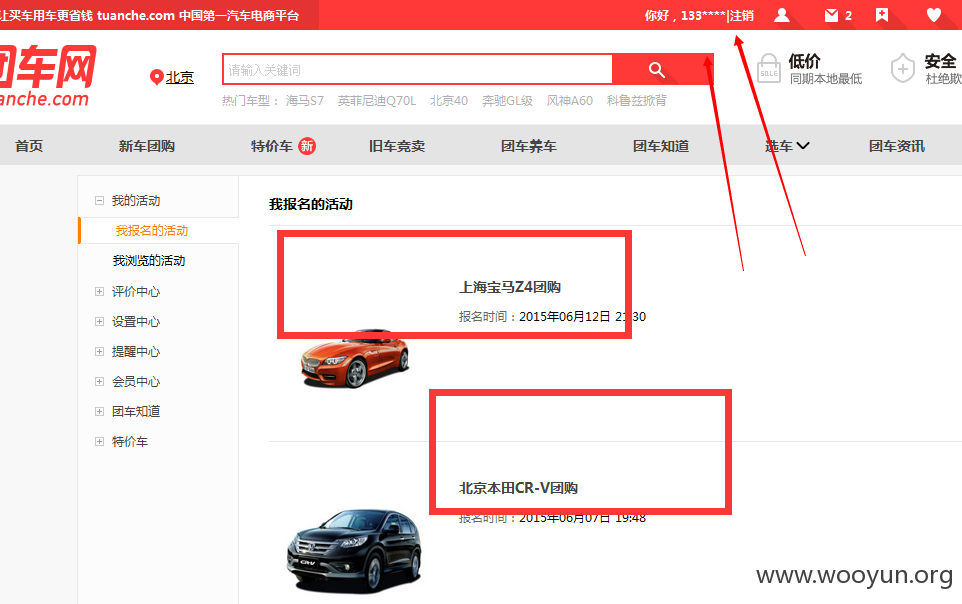 让买车用车更省钱 tuanche.com 中国第一汽车电商平台
你好，133****|注销
2
团车网
anche.com
北京
请输入关键词
热门车型： 海马S7 英菲尼迪Q70L 北京40 奔驰GL级 风神A60 科鲁兹掀背
SALE
低价
同期本地最低
安全
杜绝欺
首页 新车团购 特价车 新 旧车竞卖 团车养车 团车知道 选车 团车资讯
我的活动
我报名的活动
我浏览的活动
评价中心
设置中心
提醒中心
会员中心
团车知道
特价车
我报名的活动
上海宝马Z4团购
报名时间：2015年06月12日 21:30
北京本田CR-V团购
报名时间：2015年06月07日 19:48
CR-V
www.wooyun.org